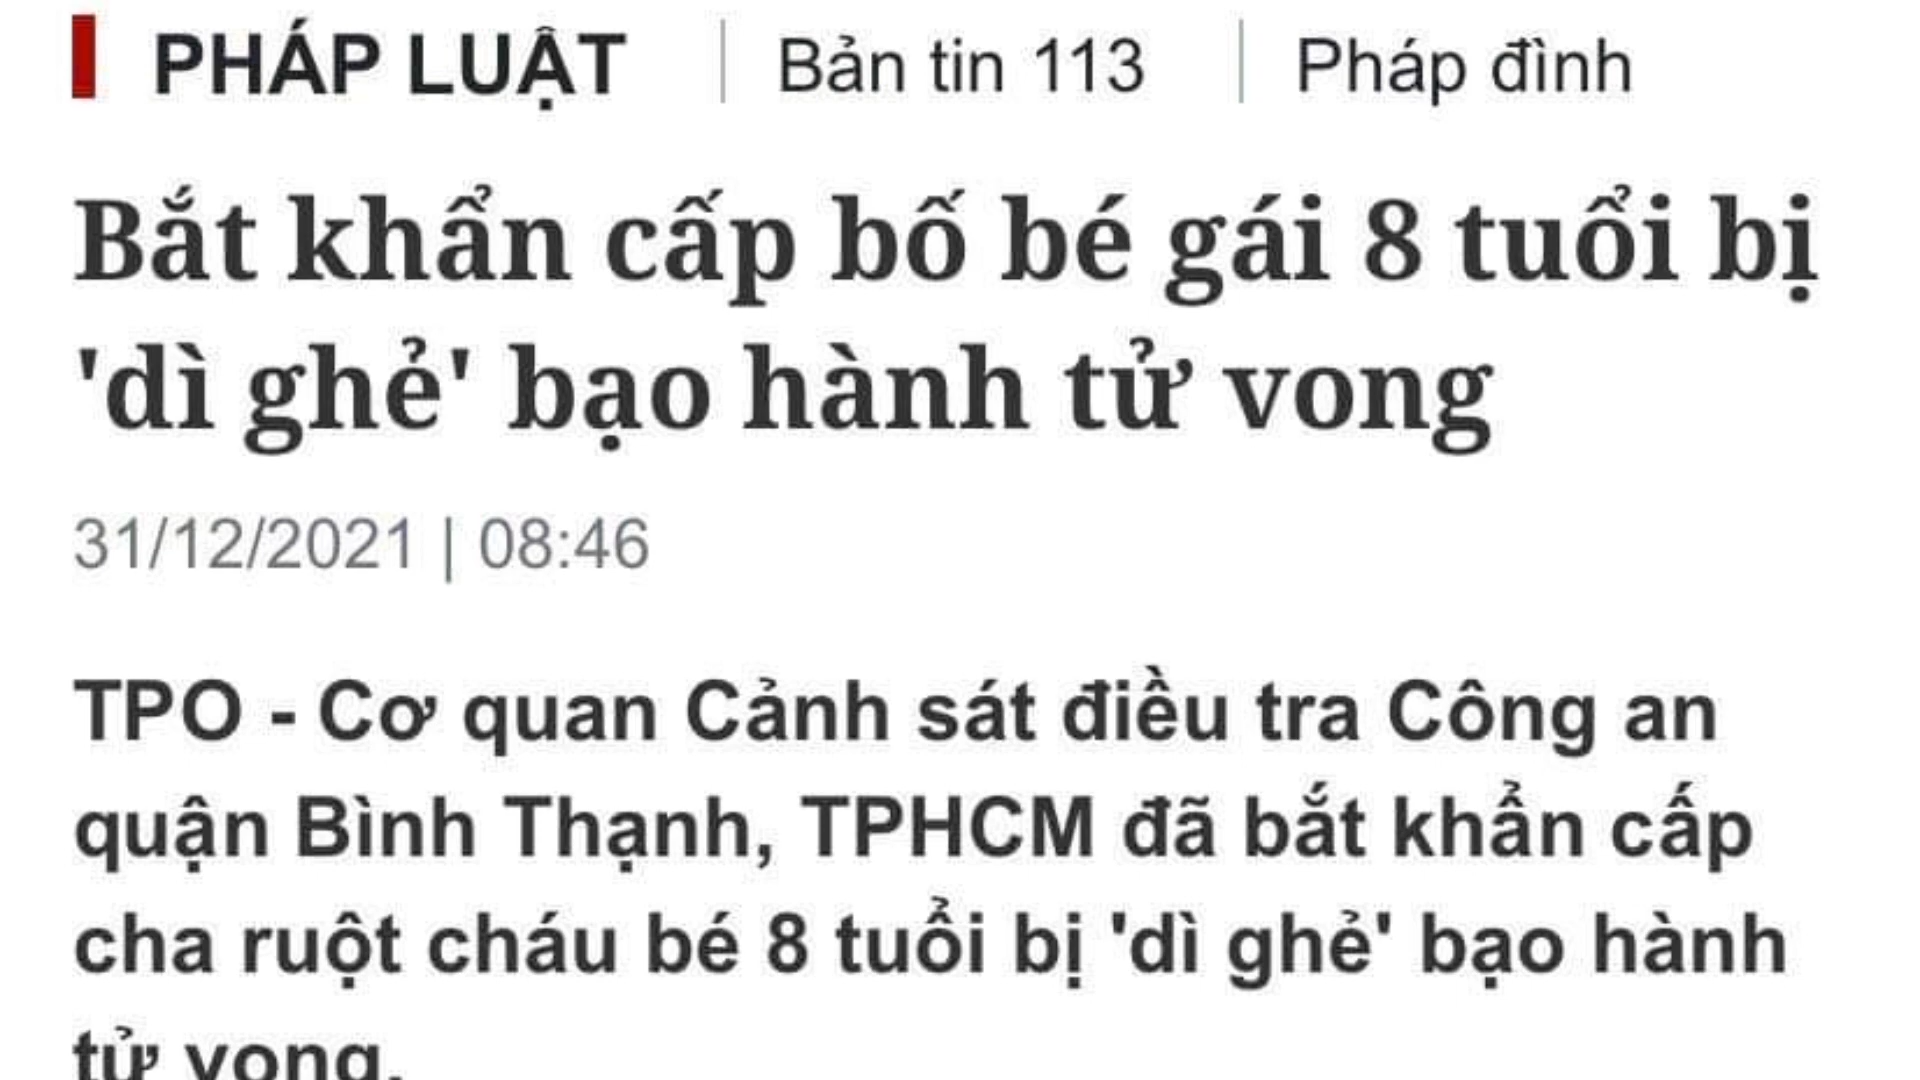 PHÁP LUẬT | Bản tin 113 | Pháp đình
Bắt khẩn cấp bố bé gái 8 tuổi bị
'dì ghẻ' bạo hành tử vong
31/12/2021 | 08:46
TPO - Cơ quan Cảnh sát điều tra Công an
quận Bình Thạnh, TPHCM đã bắt khẩn cấp
cha ruột cháu bé 8 tuổi bị 'dì ghẻ' bạo hành
tử vong.